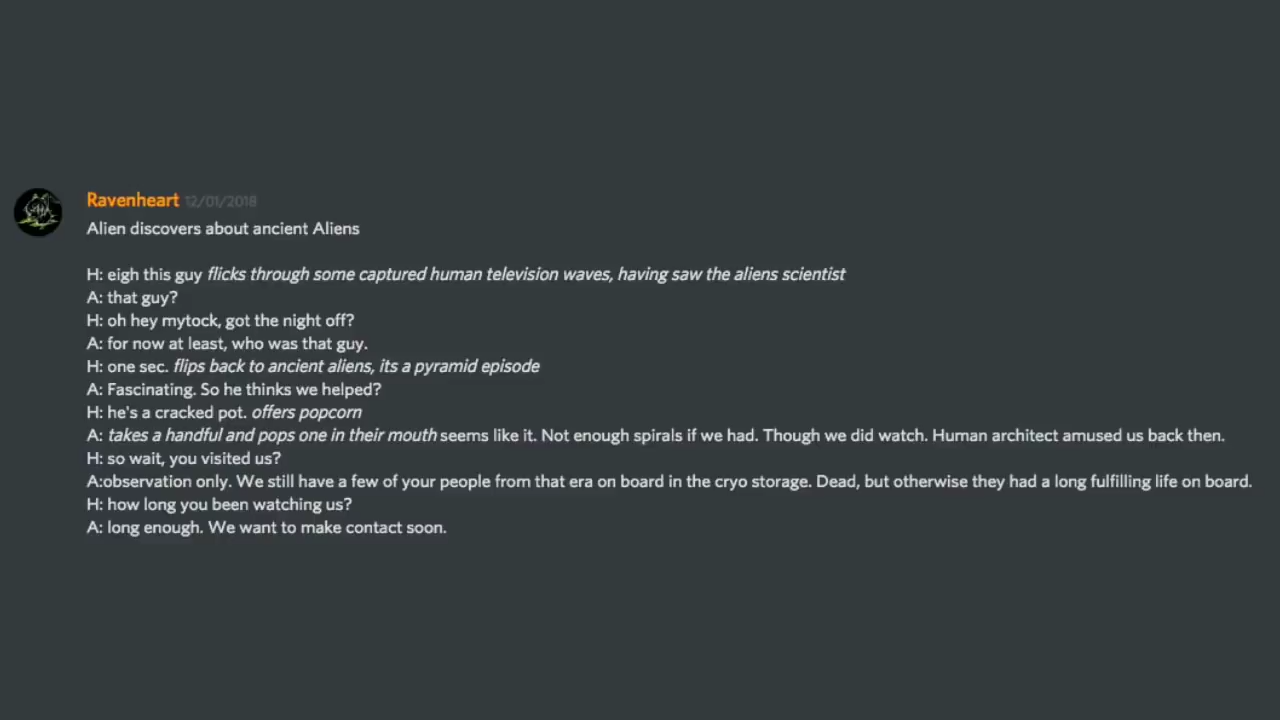 Ravenheart 12/01/2018
Alien discovers about ancient Aliens
H: eigh this guy flicks through some captured human television waves, having saw the aliens scientist
A: that guy?
H: oh hey mytock, got the night off?
A: for now at least, who was that guy.
H: one sec. flips back to ancient aliens, its a pyramid episode
A: Fascinating. So he thinks we helped?
H: he's a cracked pot. offers popcorn
A: takes a handful and pops one in their mouth seems like it. Not enough spirals if we had. Though we did watch. Human architect amused us back then.
H: so wait, you visited us?
A:observation only. We still have a few of your people from that era on board in the cryo storage. Dead, but otherwise they had a long fulfilling life on board.
H: how long you been watching us?
A: long enough. We want to make contact soon.